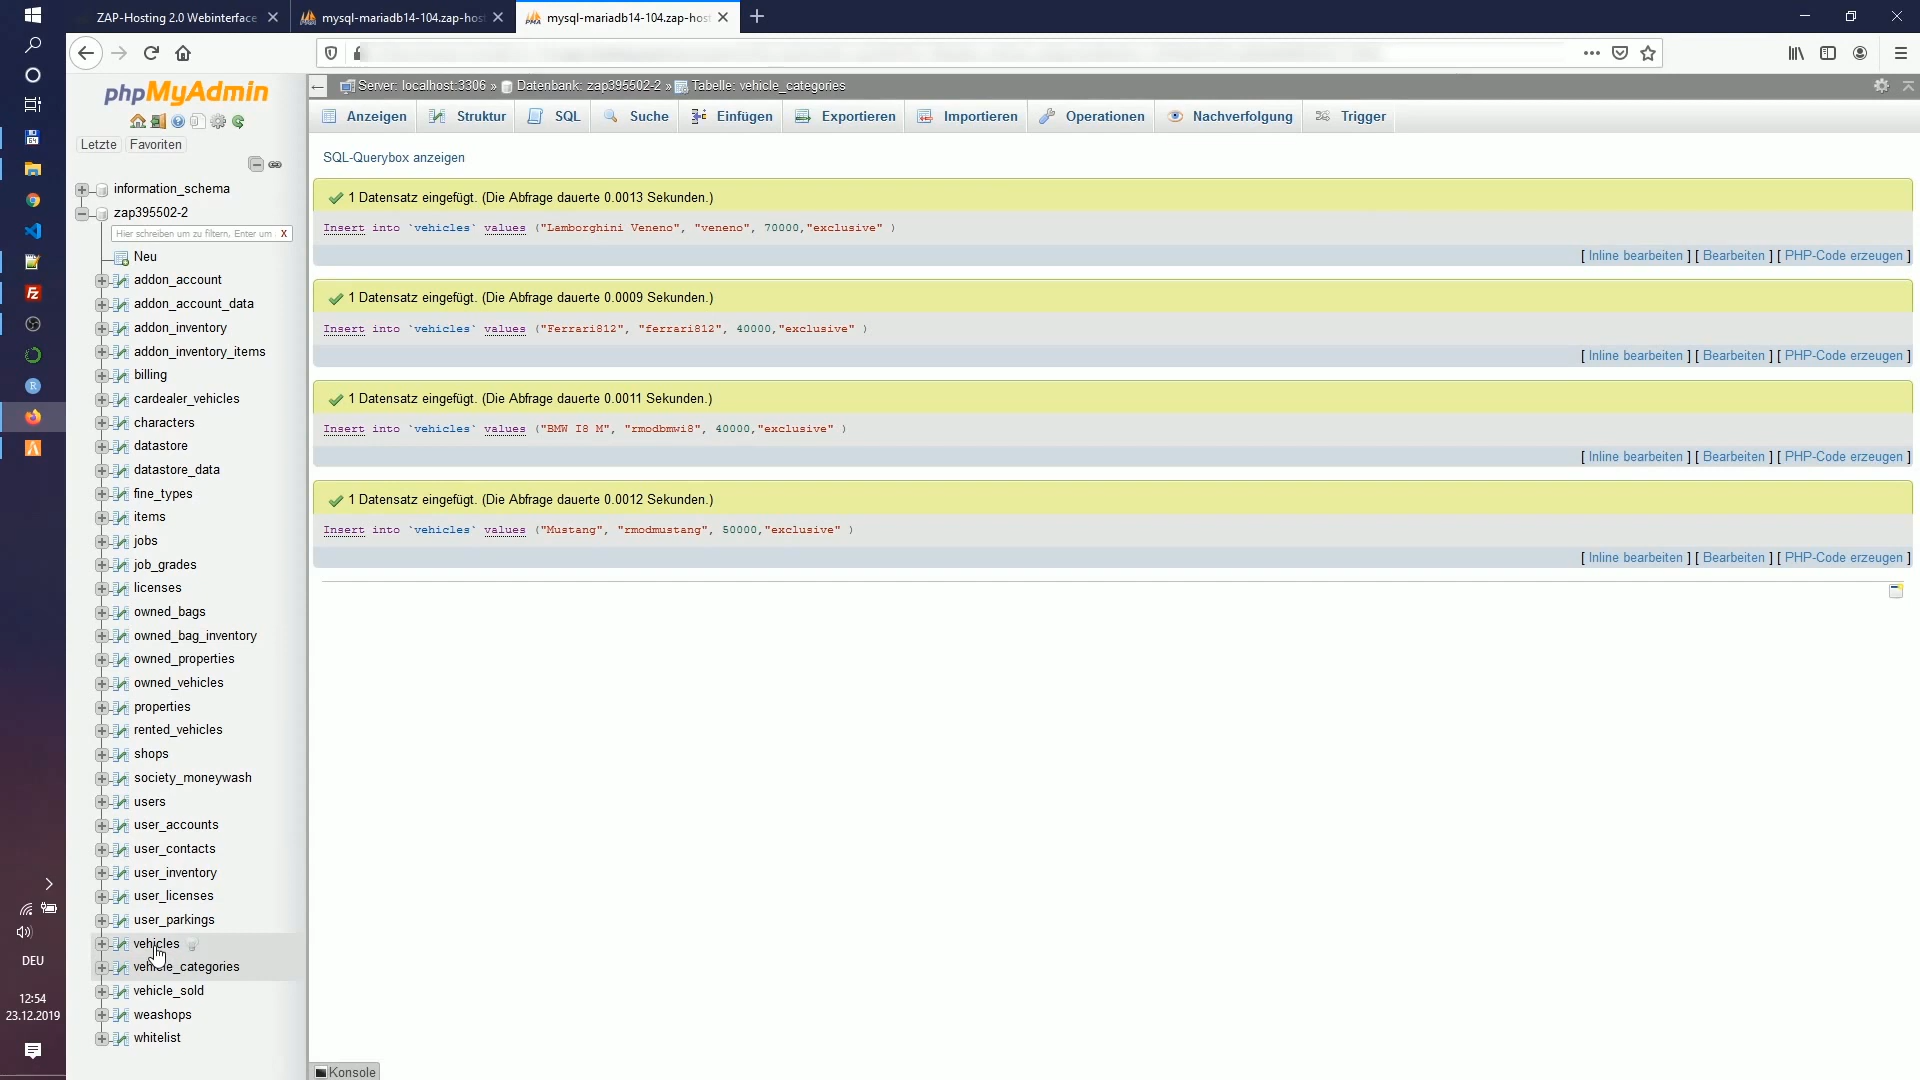 ZAP-Hosting 2.0 Webinterface
mysql-mariadb14-104.zap-host
mysql-mariadb14-104.zap-host
phpMyAdmin
Letzte Favoriten
information_schema
zap395502-2
Hier schreiben um zu filtern, Enter um X
Neu
addon_account
addon_account_data
addon_inventory
addon_inventory_items
billing
cardealer_vehicles
characters
datastore
datastore_data
fine_types
items
jobs
job_grades
licenses
owned_bags
owned_bag_inventory
owned_properties
owned_vehicles
properties
rented_vehicles
shops
society_moneywash
users
user_accounts
user_contacts
user_inventory
user_licenses
user_parkings
vehicles
vehicle_categories
vehicle_sold
weashops
whitelist
Server: localhost:3306 » Datenbank: zap395502-2 » Tabelle: vehicle_categories
Anzeigen Struktur SQL Suche Einfügen Exportieren Importieren Operationen Nachverfolgung Trigger
SQL-Querybox anzeigen
1 Datensatz eingefügt. (Die Abfrage dauerte 0.0013 Sekunden.)
Insert into `vehicles` values ("Lamborghini Veneno", "veneno", 70000,"exclusive" )
[ Inline bearbeiten ] [ Bearbeiten ] [ PHP-Code erzeugen ]
1 Datensatz eingefügt. (Die Abfrage dauerte 0.0009 Sekunden.)
Insert into `vehicles` values ("Ferrari812", "ferrari812", 40000,"exclusive" )
[ Inline bearbeiten ] [ Bearbeiten ] [ PHP-Code erzeugen ]
1 Datensatz eingefügt. (Die Abfrage dauerte 0.0011 Sekunden.)
Insert into `vehicles` values ("BMW I8 M", "rmodbmwi8", 40000,"exclusive" )
[ Inline bearbeiten ] [ Bearbeiten ] [ PHP-Code erzeugen ]
1 Datensatz eingefügt. (Die Abfrage dauerte 0.0012 Sekunden.)
Insert into `vehicles` values ("Mustang", "rmodmustang", 50000,"exclusive" )
[ Inline bearbeiten ] [ Bearbeiten ] [ PHP-Code erzeugen ]
Konsole
DEU
12:54
23.12.2019